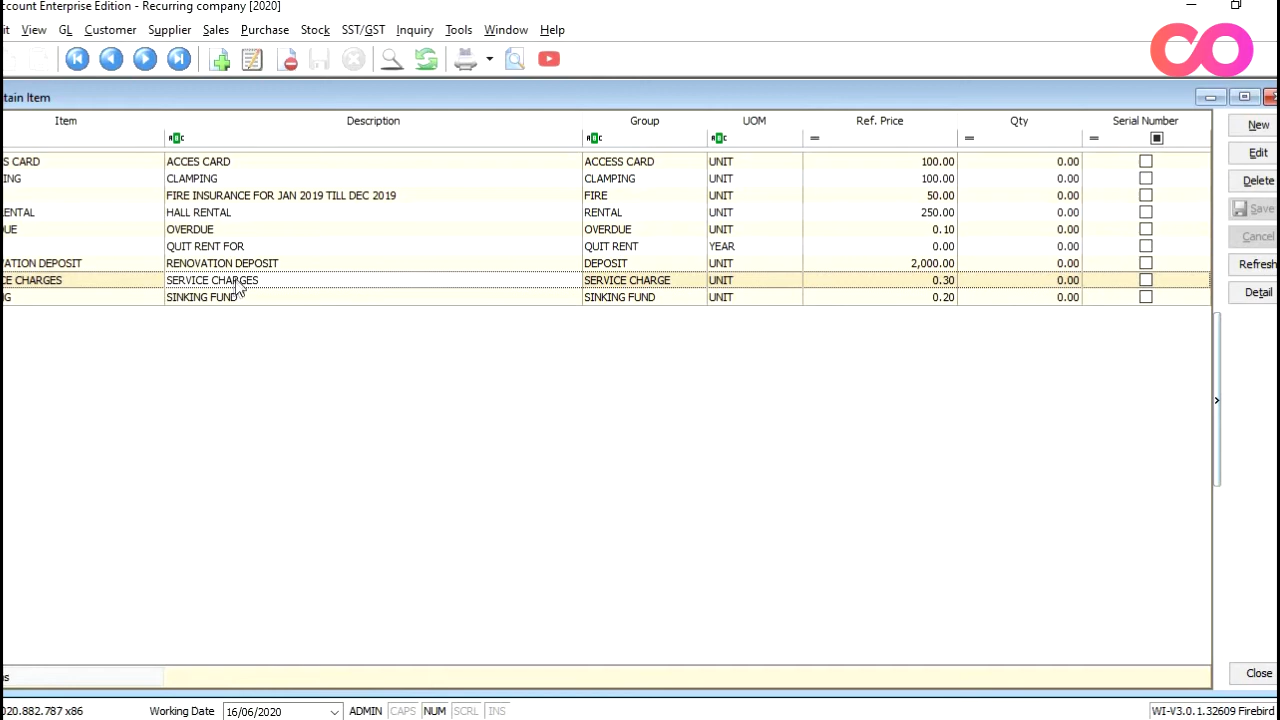 ccount Enterprise Edition - Recurring company [2020]
it View GL Customer Supplier Sales Purchase Stock SST/GST Inquiry Tools Window Help
CO
tain Item
Item Description Group UOM Ref. Price Qty Serial Number
ABC ABC ABC = = =
S CARD ACCES CARD ACCESS CARD UNIT 100.00 0.00
ING CLAMPING CLAMPING UNIT 100.00 0.00
FIRE INSURANCE FOR JAN 2019 TILL DEC 2019 FIRE UNIT 50.00 0.00
ENTAL HALL RENTAL RENTAL UNIT 250.00 0.00
UE OVERDUE OVERDUE UNIT 0.10 0.00
QUIT RENT FOR QUIT RENT YEAR 0.00 0.00
ATION DEPOSIT RENOVATION DEPOSIT DEPOSIT UNIT 2,000.00 0.00
CE CHARGES SERVICE CHARGES SERVICE CHARGE UNIT 0.30 0.00
G SINKING FUND SINKING FUND UNIT 0.20 0.00
New
Edit
Delete
Save
Cancel
Refresh
Detail
s
Close
020.882.787 x86 Working Date 16/06/2020 ADMIN CAPS NUM SCRL INS WI-V3.0.1.32609 Firebird